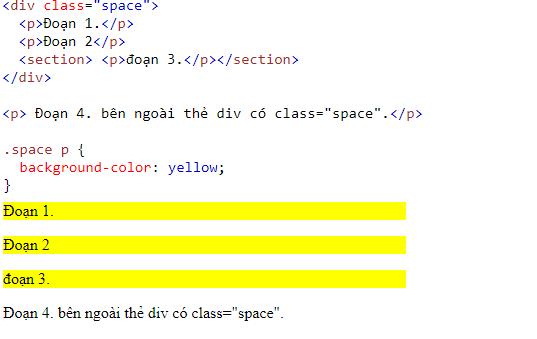 <div class="space">
  <p>Đoạn 1.</p>
  <p>Đoạn 2</p>
  <section> <p>đoạn 3.</p></section>
</div>

<p> Đoạn 4. bên ngoài thẻ div có class="space".</p>

.space p {
  background-color: yellow;
}
Đoạn 1.
Đoạn 2
đoạn 3.
Đoạn 4. bên ngoài thẻ div có class="space".